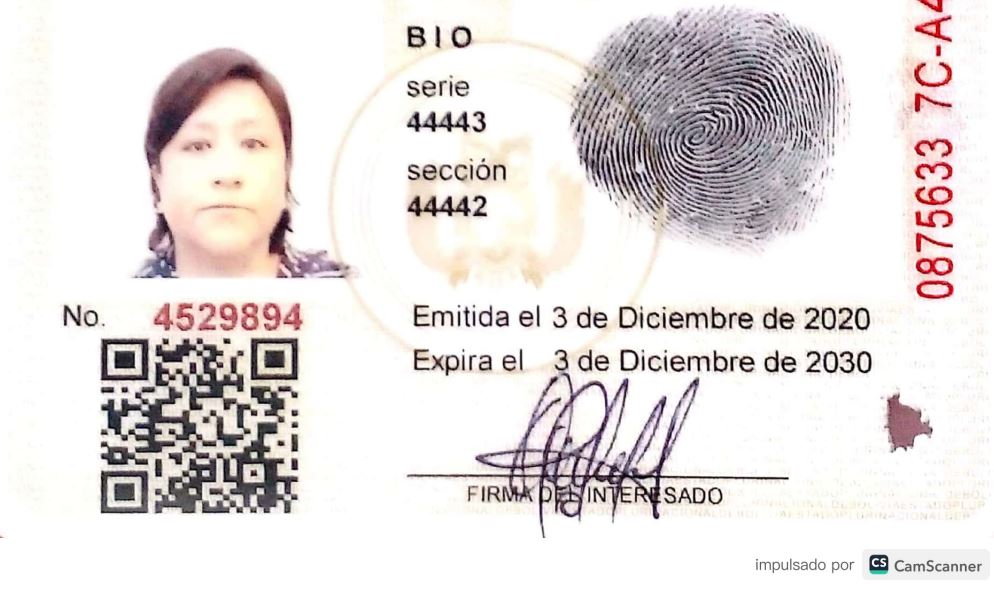 BIO
serie
44443
sección
44442
No. 4529894
Emitida el 3 de Diciembre de 2020
Expira el 3 de Diciembre de 2030
FIRMA DEL INTERESADO
0875633 7C-A4
impulsado por CS CamScanner